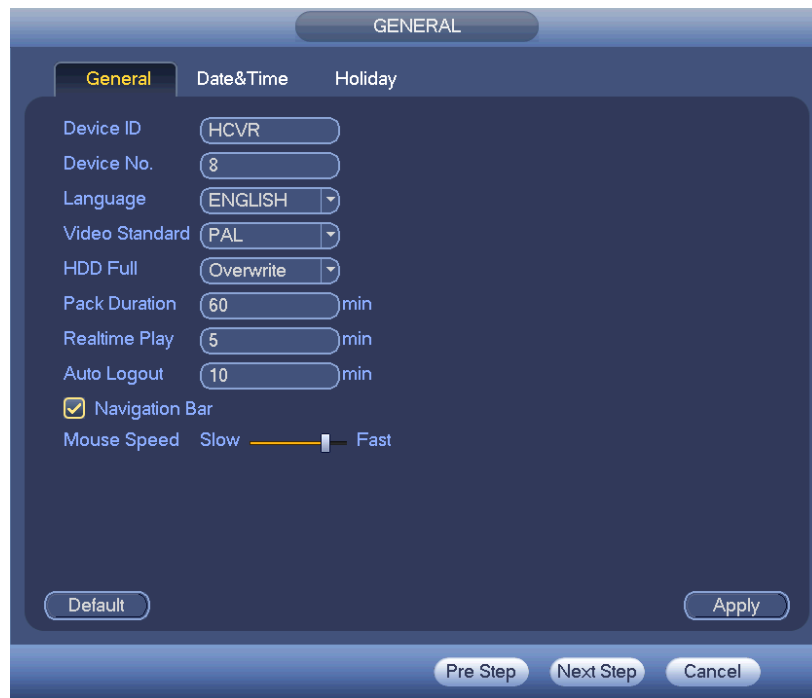 GENERAL
General Date&Time Holiday
Device ID HCVR
Device No. 8
Language ENGLISH
Video Standard PAL
HDD Full Overwrite
Pack Duration 60 min
Realtime Play 5 min
Auto Logout 10 min
Navigation Bar
Mouse Speed Slow Fast
Default Apply
Pre Step Next Step Cancel